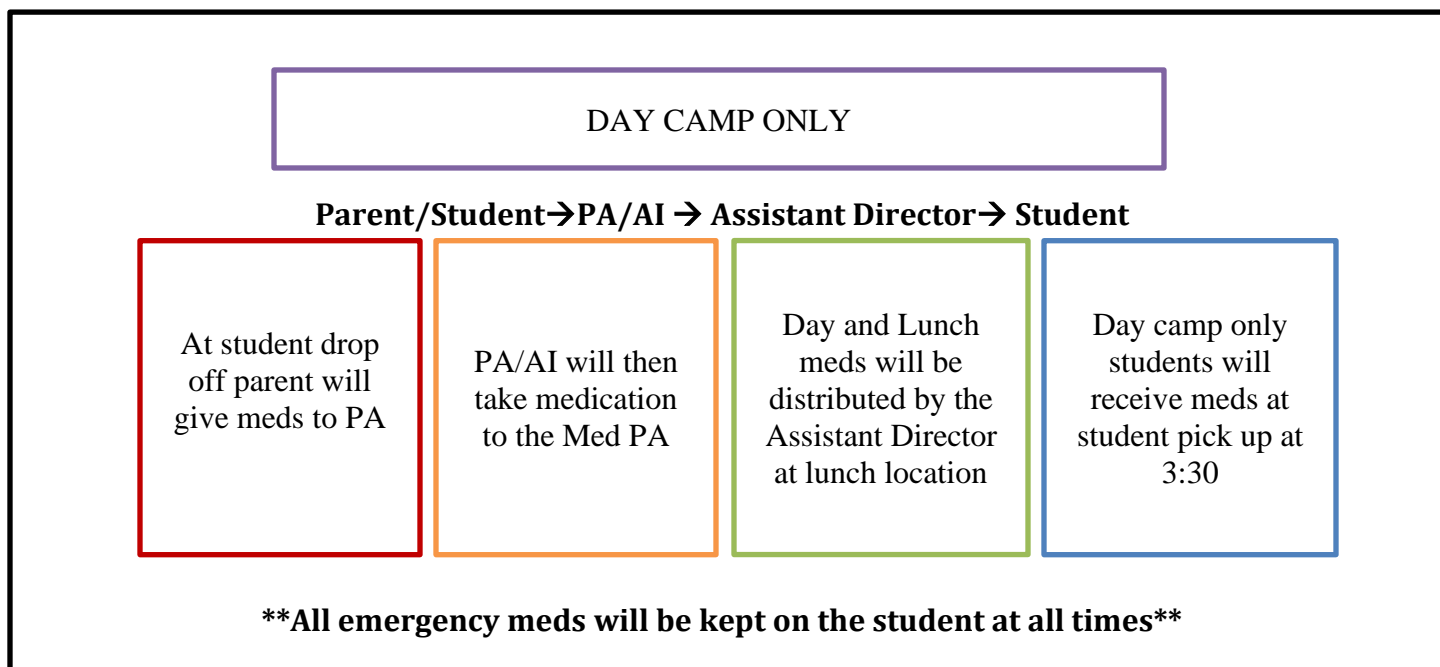 DAY CAMP ONLY
Parent/Student→PA/AI → Assistant Director→ Student
At student drop
off parent will
give meds to PA
PA/AI will then
take medication
to the Med PA
Day and Lunch
meds will be
distributed by the
Assistant Director
at lunch location
Day camp only
students will
receive meds at
student pick up at
3:30
**All emergency meds will be kept on the student at all times**